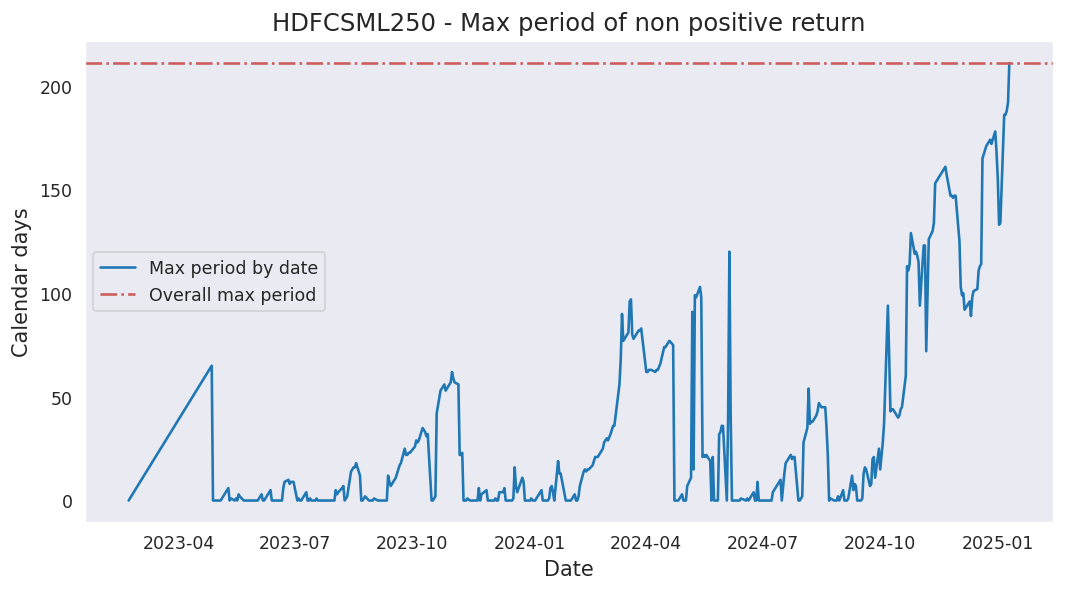 HDFCSML250 - Max period of non positive return
Calendar days
200
150
100
50
0
Max period by date
Overall max period
2023-04
2023-07
2023-10
2024-01
2024-04
2024-07
2024-10
2025-01
Date